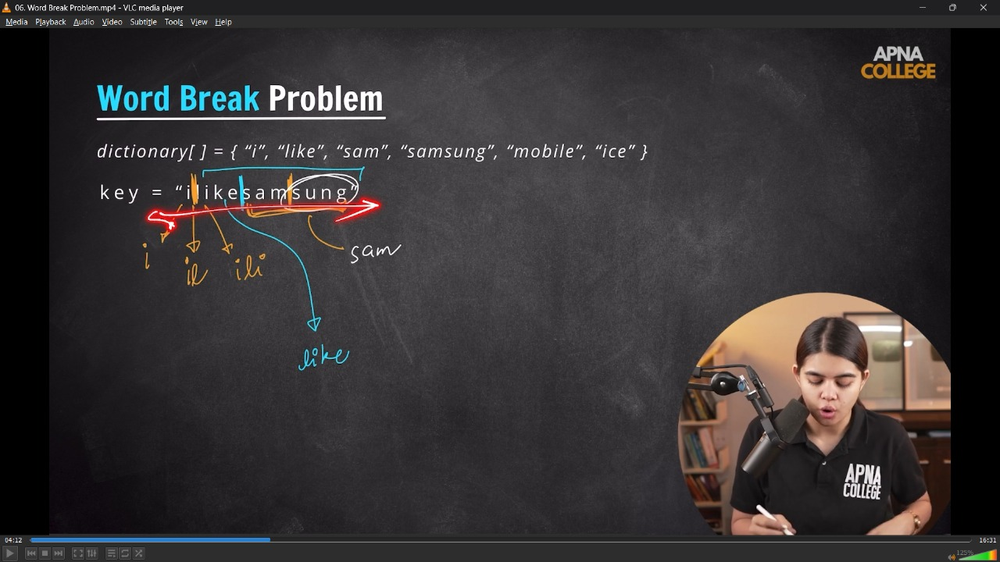 06. Word Break Problem.mp4 - VLC media player
Media Playback Audio Video Subtitle Tools View Help
APNA
COLLEGE
Word Break Problem
dictionary[ ] = { “i”, “like”, “sam”, “samsung”, “mobile”, “ice” }
key = “ilikesamsung”
i
il
ili
sam
like
APNA
COLLEGE
04:12
16:31
125%